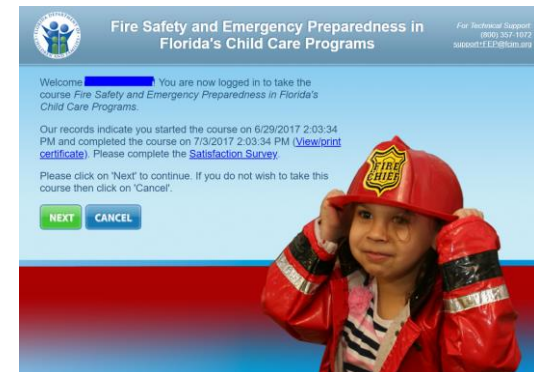 Fire Safety and Emergency Preparedness in
Florida's Child Care Programs
For Technical Support
(800) 357-1072
support+FEP@fcim.org
Welcome ! You are now logged in to take the
course Fire Safety and Emergency Preparedness in Florida's
Child Care Programs.
Our records indicate you started the course on 6/29/2017 2:03:34
PM and completed the course on 7/3/2017 2:03:34 PM (View/print
certificate). Please complete the Satisfaction Survey.
Please click on 'Next' to continue. If you do not wish to take this
course then click on 'Cancel'.
NEXT
CANCEL
FIRE
CHIEF